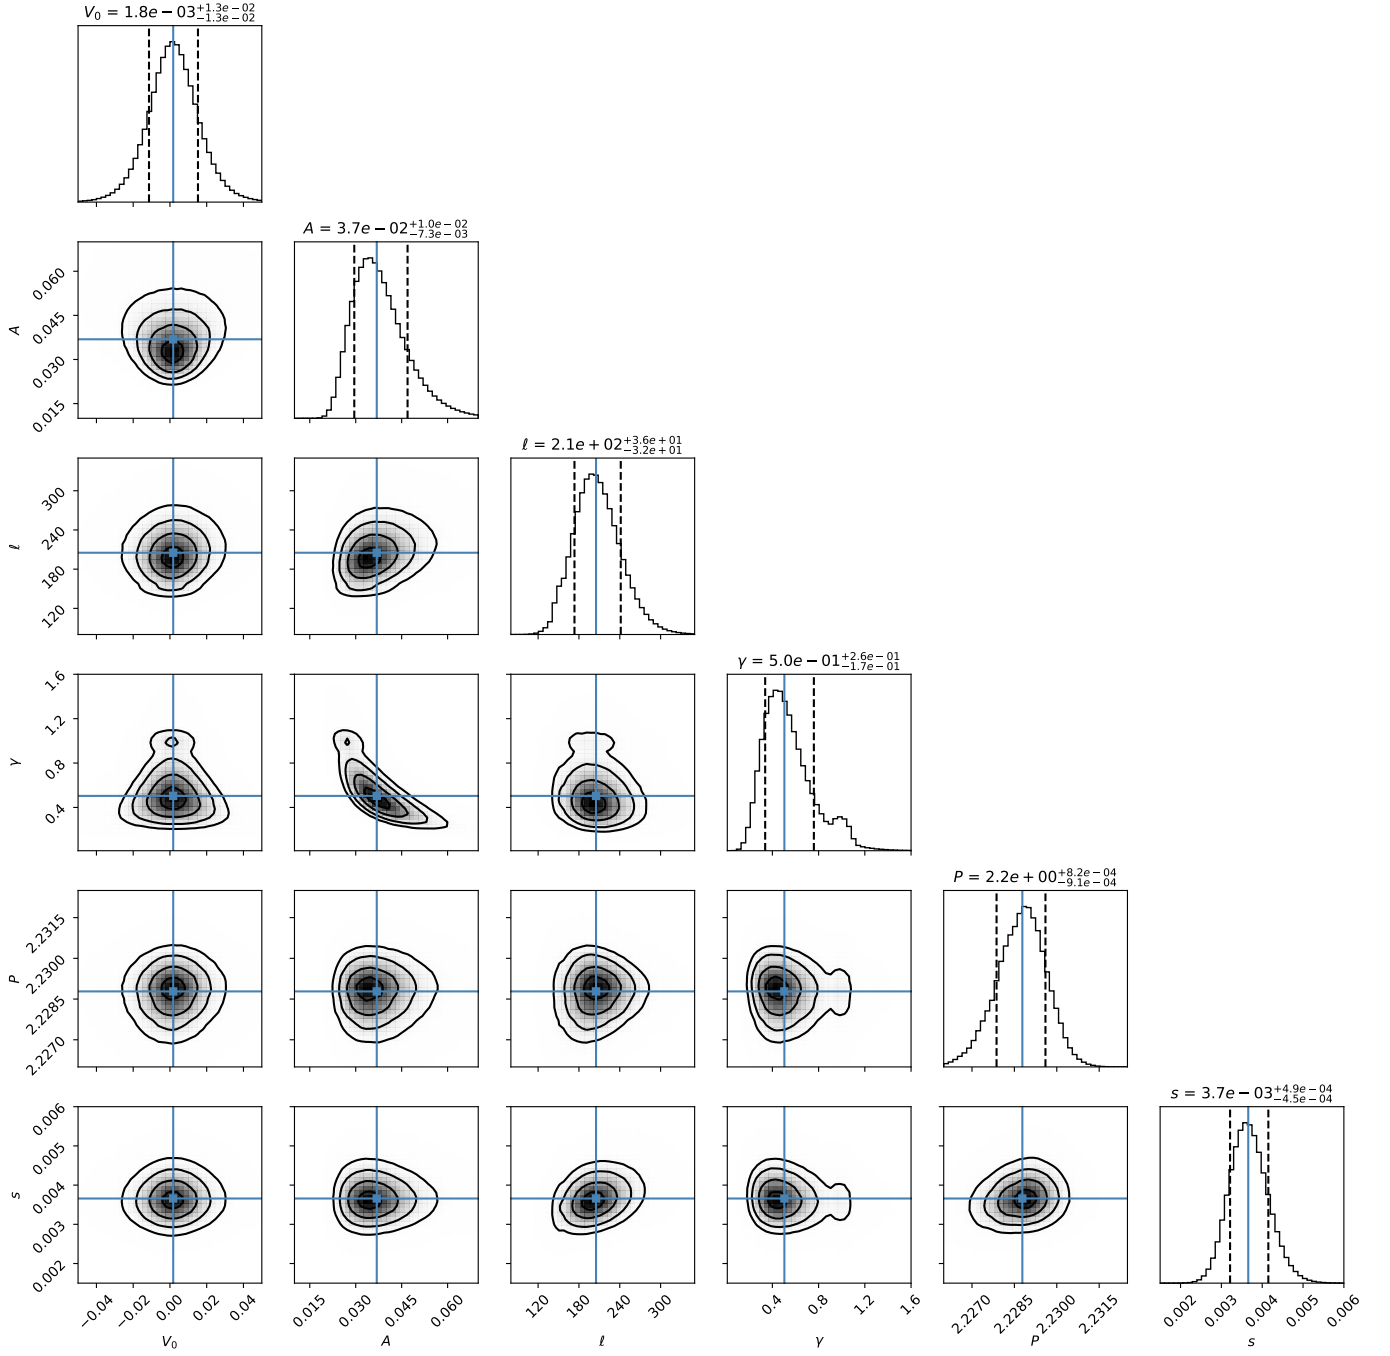 V₀ = 1.8e − 03 +1.3e−02 −1.3e−02
A = 3.7e − 02 +1.0e−02 −7.3e−03
0.060
0.045
0.030
0.015
A
ℓ = 2.1e + 02 +3.6e+01 −3.2e+01
300
240
180
120
ℓ
γ = 5.0e − 01 +2.6e−01 −1.7e−01
1.6
1.2
0.8
0.4
γ
P = 2.2e + 00 +8.2e−04 −9.1e−04
2.2315
2.2300
2.2285
2.2270
P
s = 3.7e − 03 +4.9e−04 −4.5e−04
0.006
0.005
0.004
0.003
0.002
s
−0.04 −0.02 0.00 0.02 0.04
V₀
0.015 0.030 0.045 0.060
A
120 180 240 300
ℓ
0.4 0.8 1.2 1.6
γ
2.2270 2.2285 2.2300 2.2315
P
0.002 0.003 0.004 0.005 0.006
s